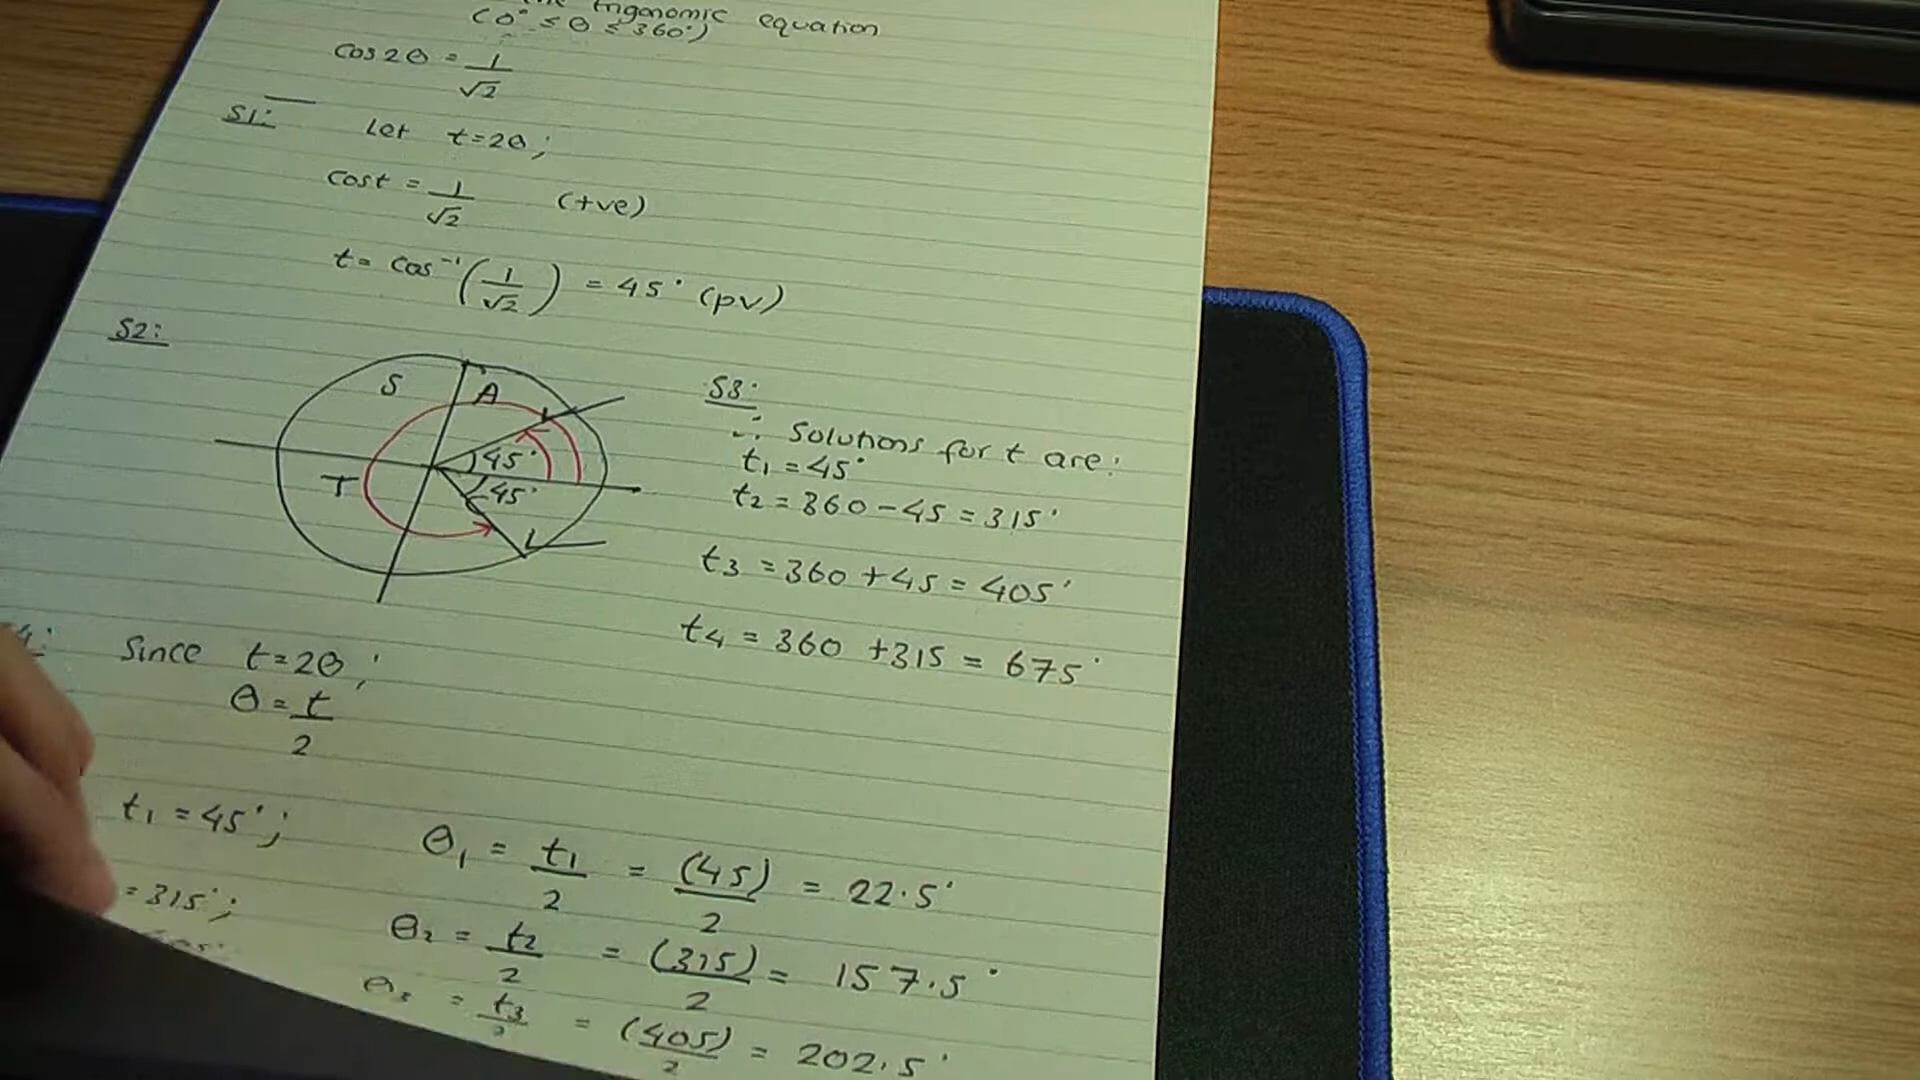 trigonomic equation
(0° ≤ θ ≤ 360°)
cos2θ = 1/√2
S1:
Let t=2θ;
cost = 1/√2 (+ve)
t= cos⁻¹(1/√2) = 45° (pv)
S2:
S A
45°
T
45°
S3:
∴ Solutions for t are:
t₁ = 45°
t₂ = 360 - 45 = 315°
t₃ = 360 + 45 = 405°
t₄ = 360 + 315 = 675°
Since t=2θ;
θ = t/2
t₁ = 45°; θ₁ = t₁/2 = (45)/2 = 22.5°
= 315°; θ₂ = t₂/2 = (315)/2 = 157.5°
θ₃ = t₃/2 = (405)/2 = 202.5°